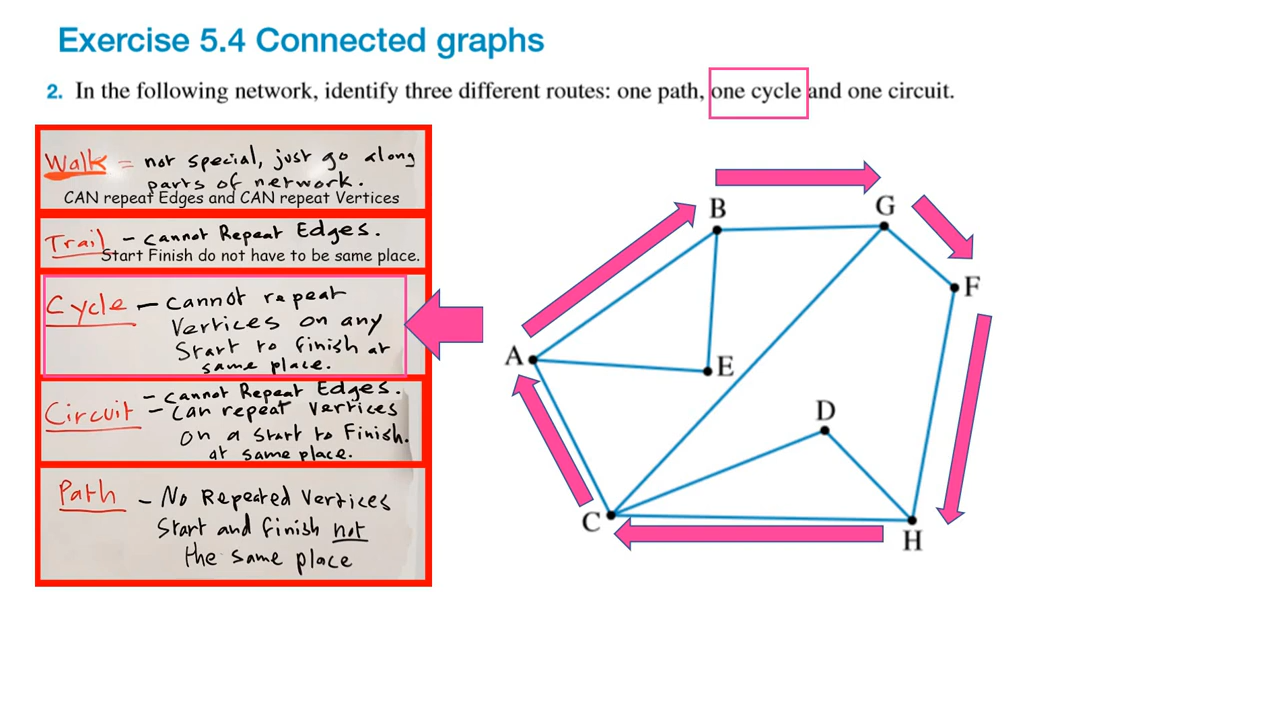 Exercise 5.4 Connected graphs
2. In the following network, identify three different routes: one path, one cycle and one circuit.
Walk = not special, just go along
parts of network.
CAN repeat Edges and CAN repeat Vertices
Trail - cannot Repeat Edges.
Start Finish do not have to be same place.
Cycle - cannot repeat
vertices on any
start to finish at
same place.
Circuit - cannot Repeat Edges.
- can repeat vertices
on a start to Finish.
at same place.
Path - No Repeated Vertices
Start and finish not
the same place
B
G
F
A
E
D
C
H